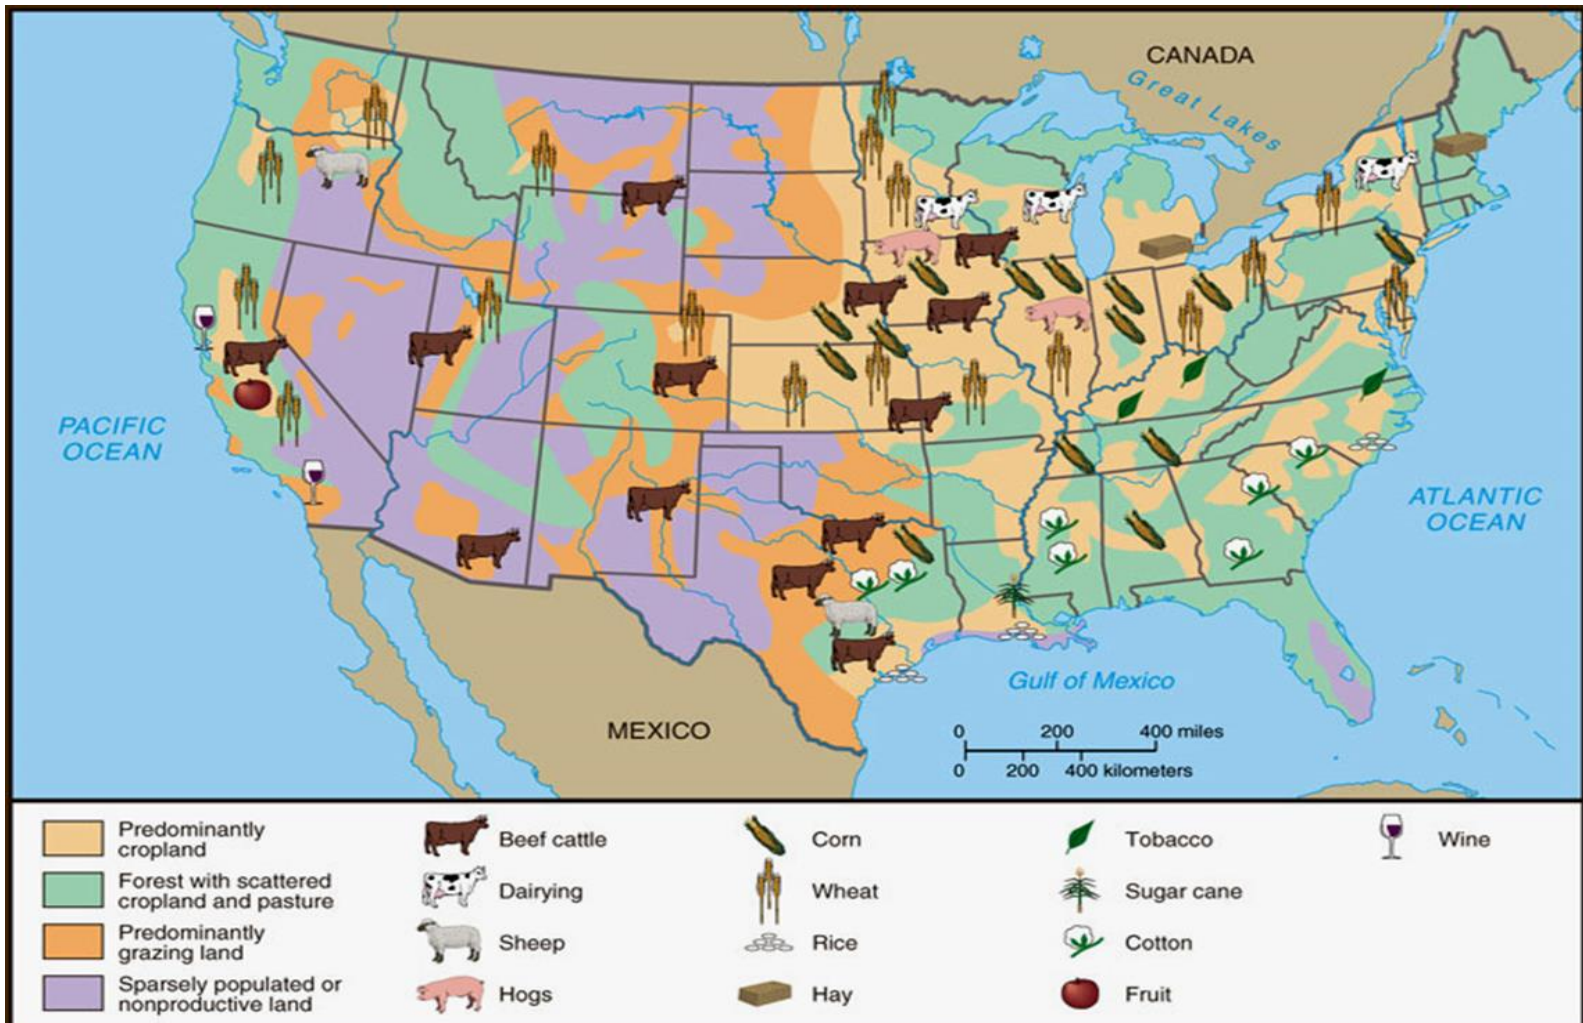 CANADA
Great Lakes
PACIFIC
OCEAN
ATLANTIC
OCEAN
Gulf of Mexico
MEXICO
0 200 400 miles
0 200 400 kilometers
Predominantly
cropland
Forest with scattered
cropland and pasture
Predominantly
grazing land
Sparsely populated or
nonproductive land
Beef cattle
Dairying
Sheep
Hogs
Corn
Wheat
Rice
Hay
Tobacco
Sugar cane
Cotton
Fruit
Wine